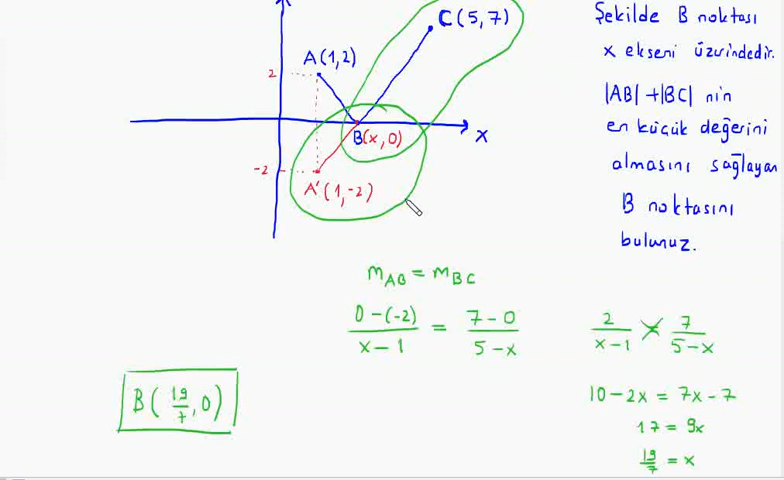 C(5,7)
A(1,2)
2
B(x,0)
x
-2
A'(1,-2)
Şekilde B noktası
x ekseni üzerindedir.
|AB|+|BC| nin
en küçük değerini
almasını sağlayan
B noktasını
bulunuz.
m_AB = m_BC
0-(-2)/x-1 = 7-0/5-x
2/x-1 × 7/5-x
10-2x = 7x-7
17 = 9x
19/7 = x
B(19/7, 0)